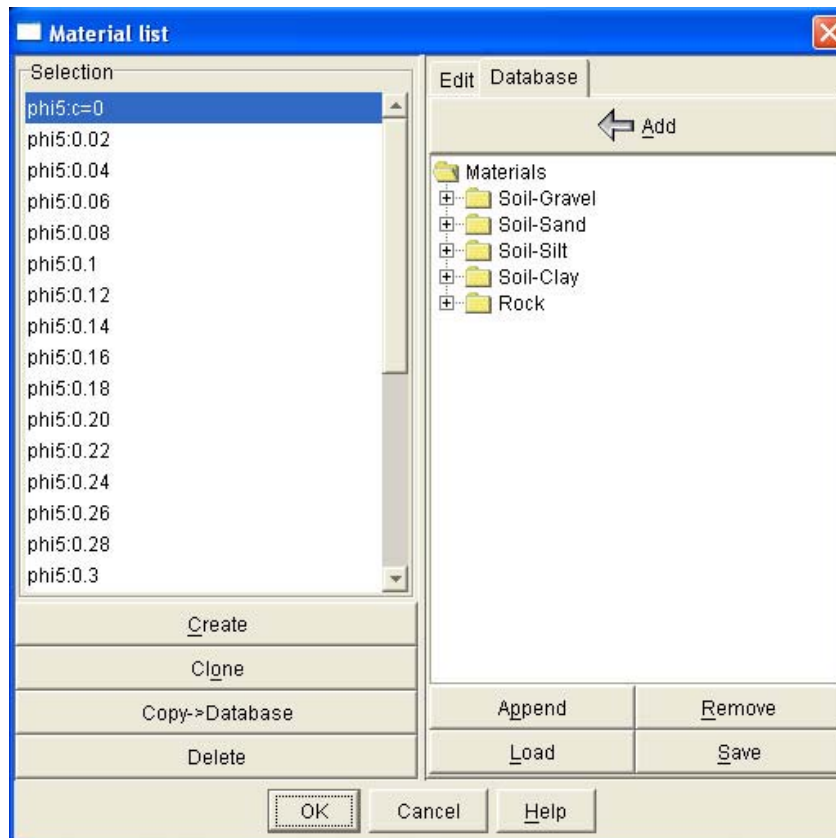 Material list
Selection
phi5:c=0
phi5:0.02
phi5:0.04
phi5:0.06
phi5:0.08
phi5:0.1
phi5:0.12
phi5:0.14
phi5:0.16
phi5:0.18
phi5:0.20
phi5:0.22
phi5:0.24
phi5:0.26
phi5:0.28
phi5:0.3
Create
Clone
Copy->Database
Delete
Edit Database
Add
Materials
Soil-Gravel
Soil-Sand
Soil-Silt
Soil-Clay
Rock
Append Remove
Load Save
OK Cancel Help